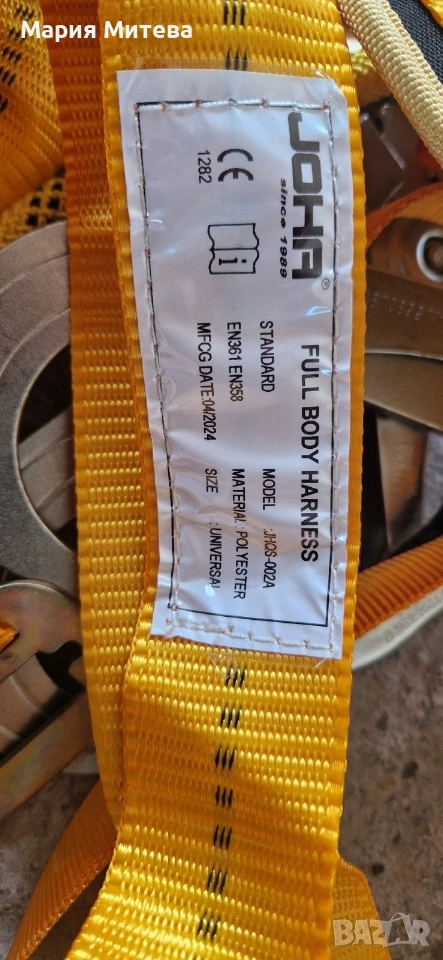 Мария Митева
JOHA®
since 1989
CE
1282
FULL BODY HARNESS
STANDARD
EN361 EN358
MFCG DATE:04/2024
MODEL :JHQS-002A
MATERIAL: POLYESTER
SIZE : UNIVERSAL
BAZAR